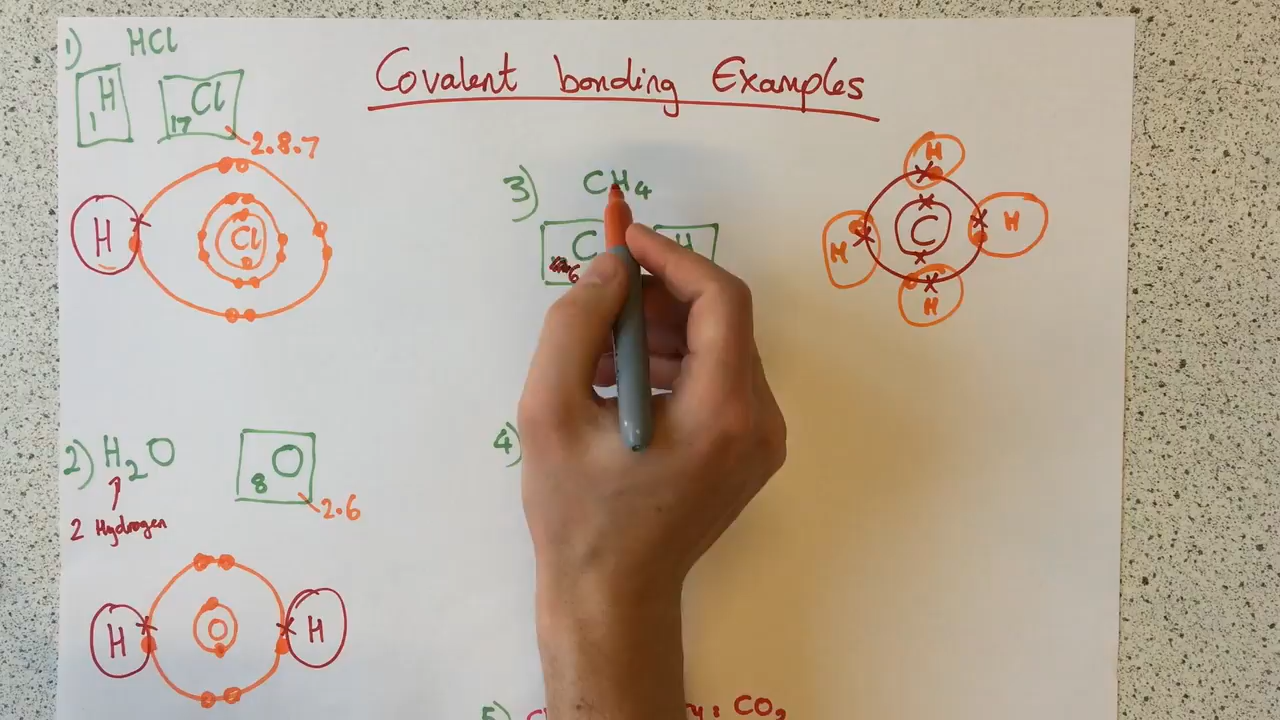 Covalent bonding Examples
1) HCl
H
1
Cl
17
2.8.7
H
Cl
2) H2O
2 Hydrogen
O
8
2.6
H
O
H
3) CH4
C
6
H
H
H
C
H
H
4)
5)
: CO2